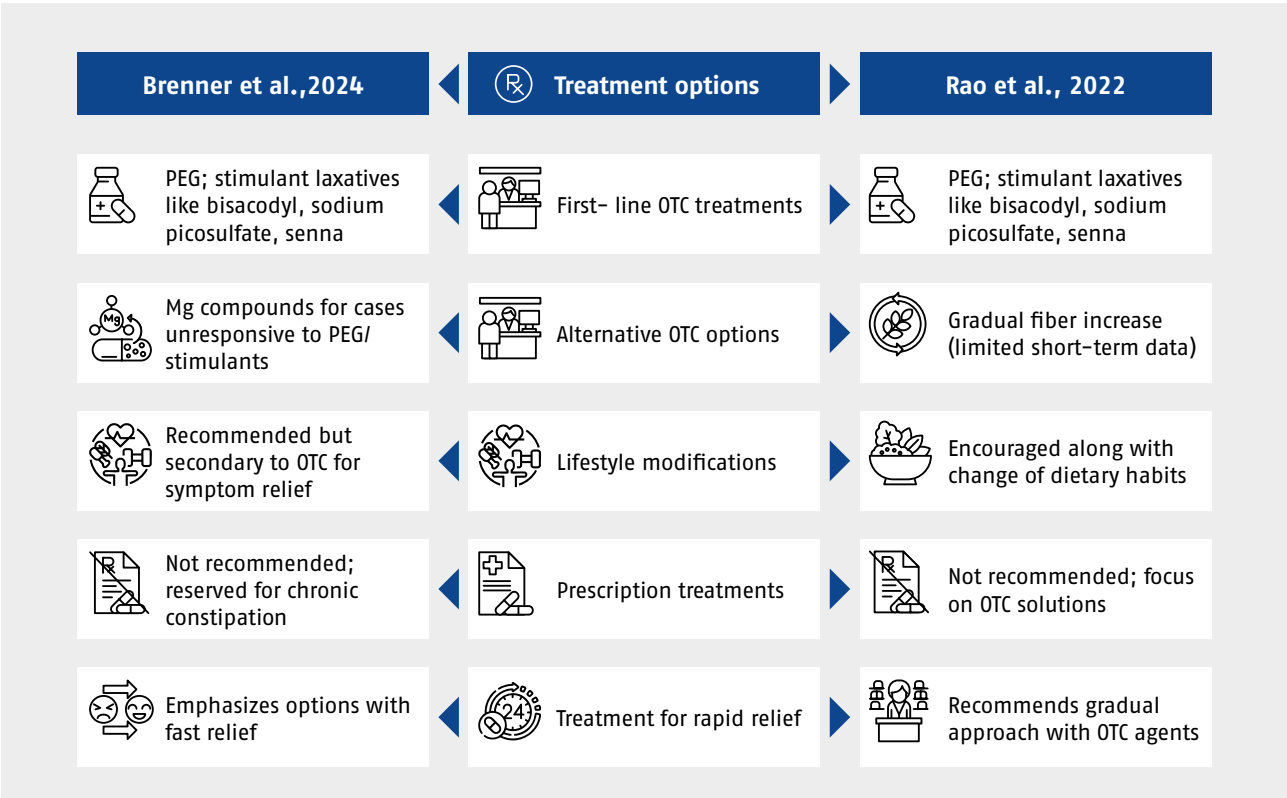 Brenner et al.,2024
Rx
Treatment options
Rao et al., 2022
PEG; stimulant laxatives
like bisacodyl, sodium
picosulfate, senna
First- line OTC treatments
PEG; stimulant laxatives
like bisacodyl, sodium
picosulfate, senna
Mg
Mg compounds for cases
unresponsive to PEG/
stimulants
Alternative OTC options
Gradual fiber increase
(limited short-term data)
Recommended but
secondary to OTC for
symptom relief
Lifestyle modifications
Encouraged along with
change of dietary habits
Rx
Not recommended;
reserved for chronic
constipation
Prescription treatments
Rx
Not recommended; focus
on OTC solutions
Emphasizes options with
fast relief
24
Treatment for rapid relief
Recommends gradual
approach with OTC agents